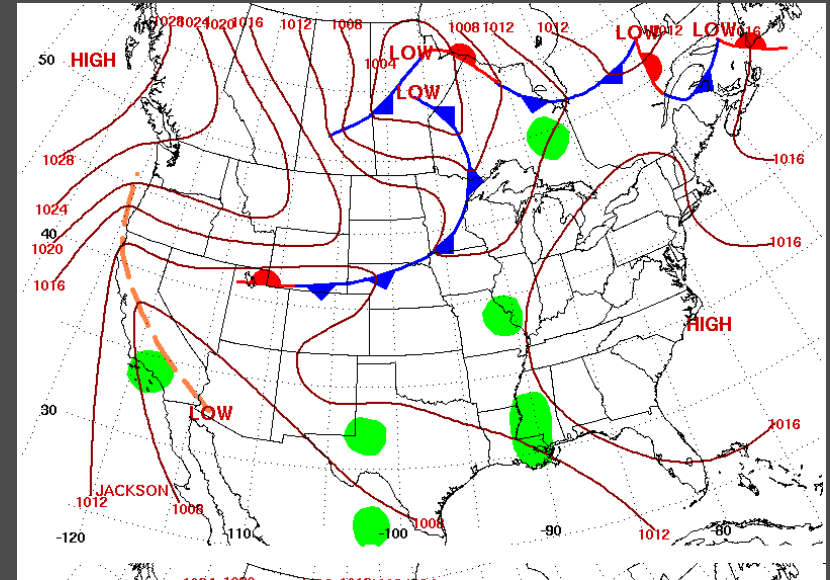 1028 1024 1020 1016 1012 1008 1008 1012 1012 LOW 1012 LOW 1016
50 HIGH LOW
1004
LOW
1028 1016
1024
40 1016
1020
1016
HIGH
30 LOW
1016
JACKSON
1012 1008 1008
-120 -110 -100 -90 -80 1012